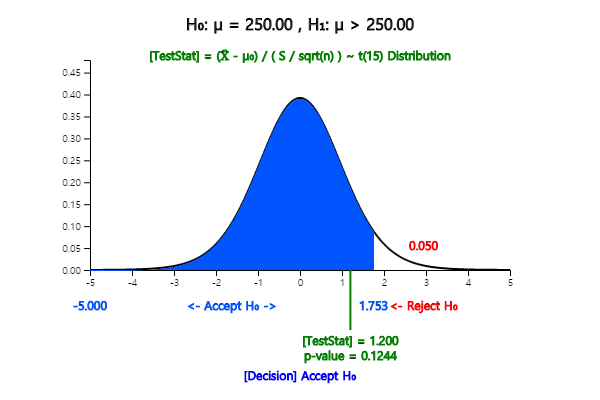 H₀: μ = 250.00 , H₁: μ > 250.00
[TestStat] = (X̄ - μ₀) / ( S / sqrt(n) ) ~ t(15) Distribution
0.45
0.40
0.35
0.30
0.25
0.20
0.15
0.10
0.05
0.00
0.050
-5 -4 -3 -2 -1 0 1 2 3 4 5
-5.000 <- Accept H₀ -> 1.753 <- Reject H₀
[TestStat] = 1.200
p-value = 0.1244
[Decision] Accept H₀